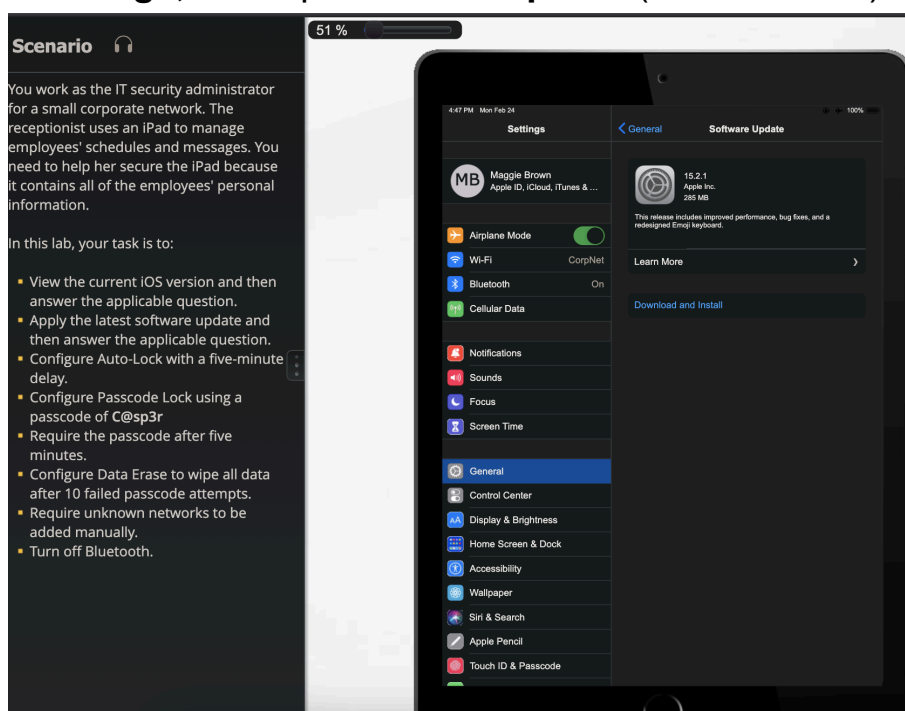 51 %
Scenario
You work as the IT security administrator
for a small corporate network. The
receptionist uses an iPad to manage
employees' schedules and messages. You
need to help her secure the iPad because
it contains all of the employees' personal
information.
In this lab, your task is to:
▪ View the current iOS version and then
answer the applicable question.
▪ Apply the latest software update and
then answer the applicable question.
▪ Configure Auto-Lock with a five-minute
delay.
▪ Configure Passcode Lock using a
passcode of C@sp3r
▪ Require the passcode after five
minutes.
▪ Configure Data Erase to wipe all data
after 10 failed passcode attempts.
▪ Require unknown networks to be
added manually.
▪ Turn off Bluetooth.
4:47 PM Mon Feb 24
100%
Settings
MB
Maggie Brown
Apple ID, iCloud, iTunes & ...
Airplane Mode
Wi-Fi CorpNet
Bluetooth On
Cellular Data
Notifications
Sounds
Focus
Screen Time
General
Control Center
AA Display & Brightness
Home Screen & Dock
Accessibility
Wallpaper
Siri & Search
Apple Pencil
Touch ID & Passcode
General Software Update
15.2.1
Apple Inc.
285 MB
This release includes improved performance, bug fixes, and a
redesigned Emoji keyboard.
Learn More
Download and Install